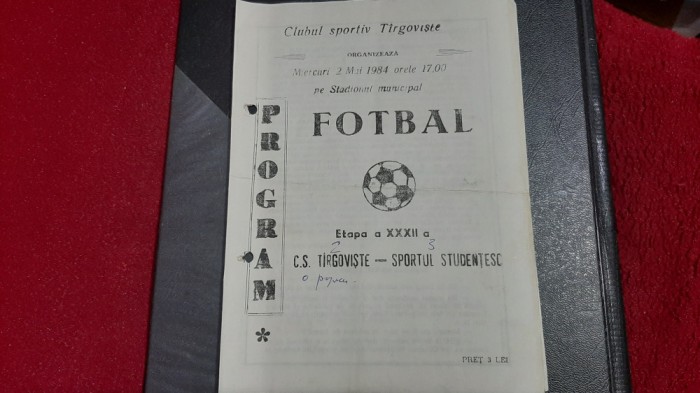 Clubul sportiv Tîrgoviște
ORGANIZEAZA
Miercuri 2 Mai 1984 orele 17.00
pe Stadionul municipal
PROGRAM
*
FOTBAL
Etapa a XXXII a
2 3
C.S. TÎRGOVIȘTE — SPORTUL STUDENȚESC
o
PREȚ 3 LEI